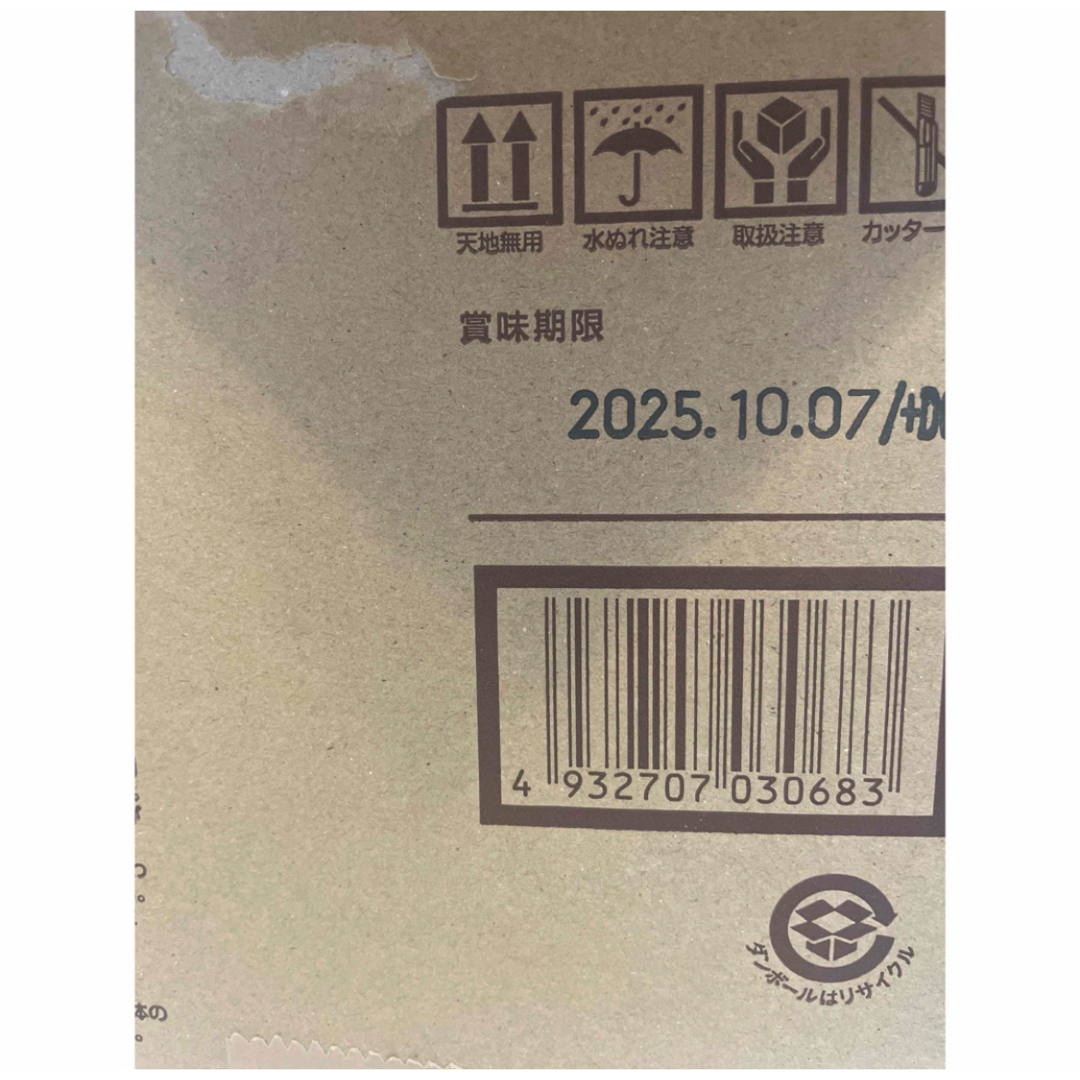 天地無用 水ぬれ注意 取扱注意 カッター
賞味期限
2025.10.07/+D
4 932707 030683
ダンボールはリサイクル
体の